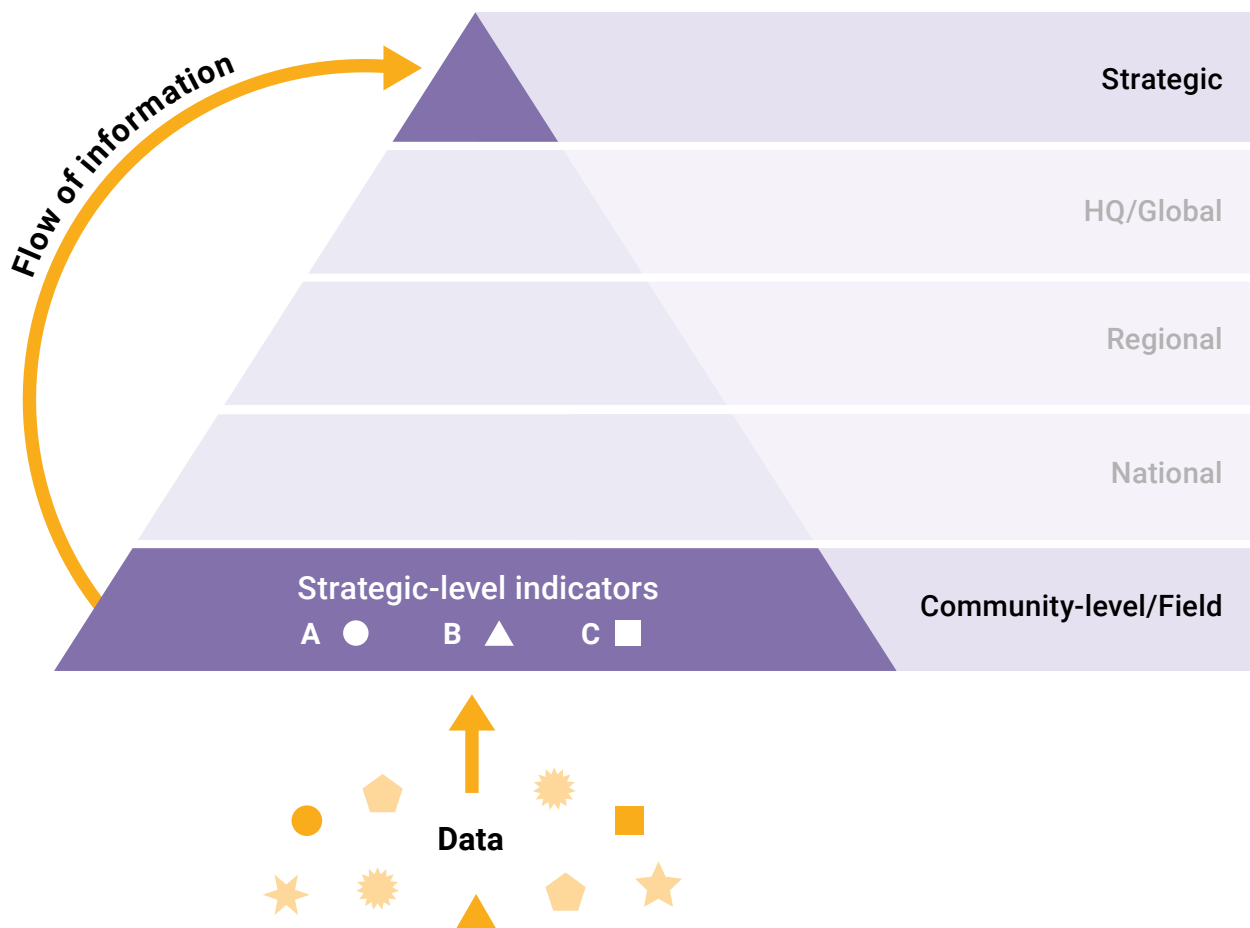 Flow of information
Strategic
HQ/Global
Regional
National
Strategic-level indicators
A B C
Community-level/Field
Data